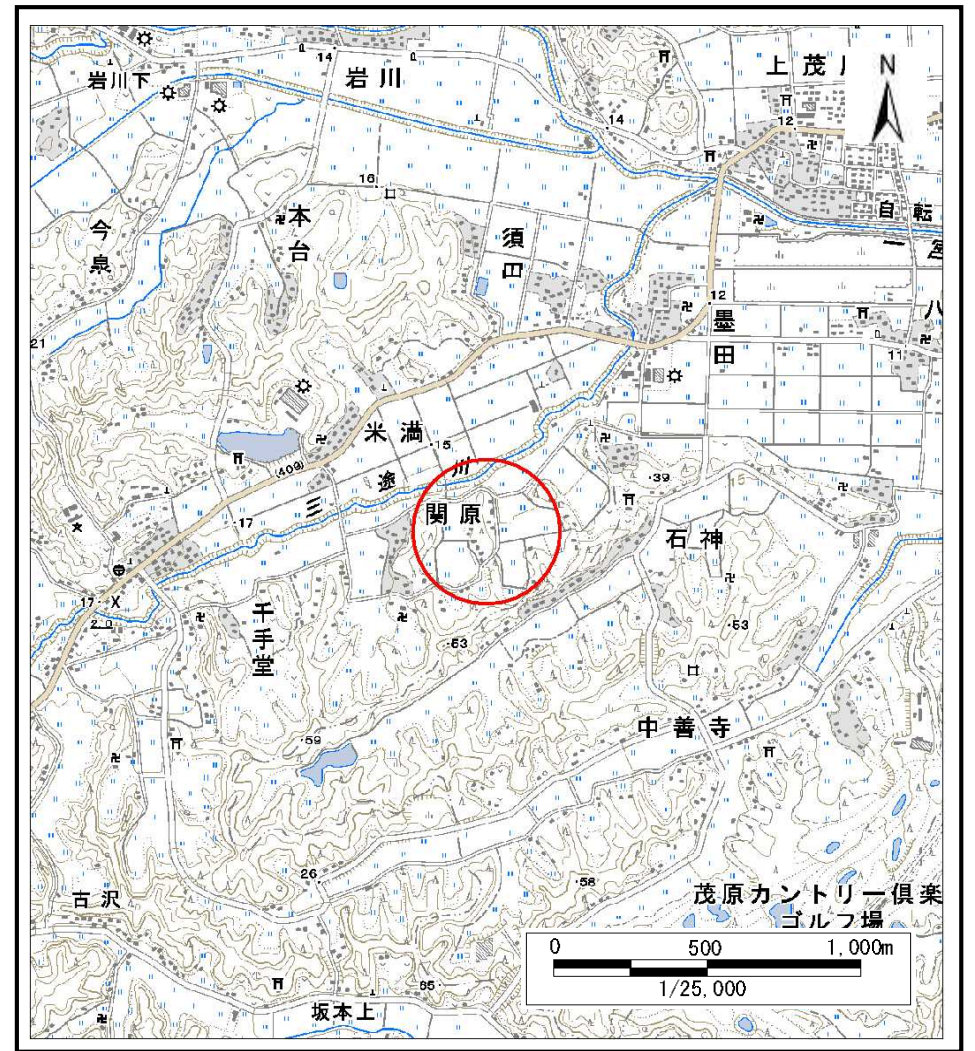 岩川下
14
岩川
上茂
N
14
12
16
本台
今泉
須田
自転
12
墨田
八
11
21
米満
15
(409)
三途川
39
17
関原
石神
17
20
千手堂
53
53
59
中善寺
26
58
古沢
茂原カントリー倶楽
ゴルフ場
65
坂本上
0 500 1,000m
1/25,000